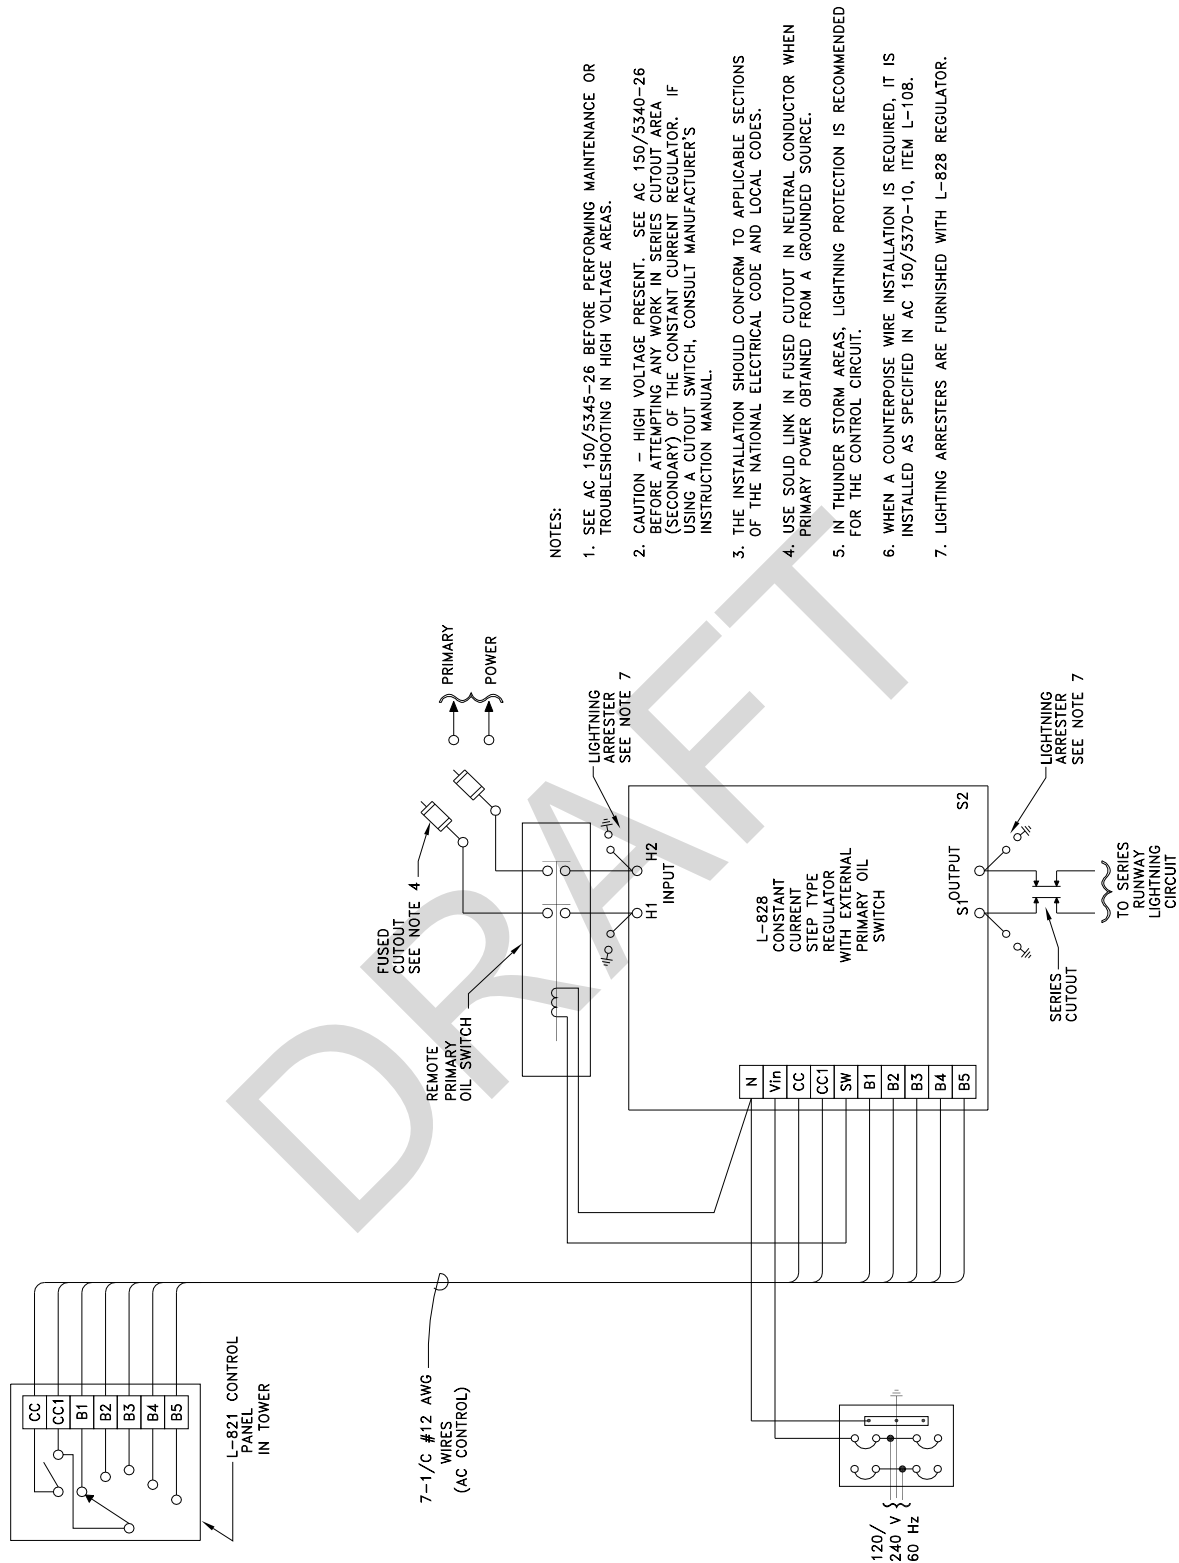 CC
CC1
B1
B2
B3
B4
B5
L-821 CONTROL
PANEL
IN TOWER
7-1/C #12 AWG
WIRES
(AC CONTROL)
120/
240 V
60 Hz
REMOTE
PRIMARY
OIL SWITCH
FUSED
CUTOUT
SEE NOTE 4
PRIMARY
POWER
LIGHTNING
ARRESTER
SEE NOTE 7
H1
H2
INPUT
N
Vin
CC
CC1
SW
B1
B2
B3
B4
B5
L-828
CONSTANT
CURRENT
STEP TYPE
REGULATOR
WITH EXTERNAL
PRIMARY OIL
SWITCH
S1
OUTPUT
S2
LIGHTNING
ARRESTER
SEE NOTE 7
SERIES
CUTOUT
TO SERIES
RUNWAY
LIGHTNING
CIRCUIT
NOTES:
1. SEE AC 150/5345-26 BEFORE PERFORMING MAINTENANCE OR
TROUBLESHOOTING IN HIGH VOLTAGE AREAS.
2. CAUTION - HIGH VOLTAGE PRESENT. SEE AC 150/5340-26
BEFORE ATTEMPTING ANY WORK IN SERIES CUTOUT AREA
(SECONDARY) OF THE CONSTANT CURRENT REGULATOR. IF
USING A CUTOUT SWITCH, CONSULT MANUFACTURER'S
INSTRUCTION MANUAL.
3. THE INSTALLATION SHOULD CONFORM TO APPLICABLE SECTIONS
OF THE NATIONAL ELECTRICAL CODE AND LOCAL CODES.
4. USE SOLID LINK IN FUSED CUTOUT IN NEUTRAL CONDUCTOR WHEN
PRIMARY POWER OBTAINED FROM A GROUNDED SOURCE.
5. IN THUNDER STORM AREAS, LIGHTNING PROTECTION IS RECOMMENDED
FOR THE CONTROL CIRCUIT.
6. WHEN A COUNTERPOISE WIRE INSTALLATION IS REQUIRED, IT IS
INSTALLED AS SPECIFIED IN AC 150/5370-10, ITEM L-108.
7. LIGHTING ARRESTERS ARE FURNISHED WITH L-828 REGULATOR.
DRAFT